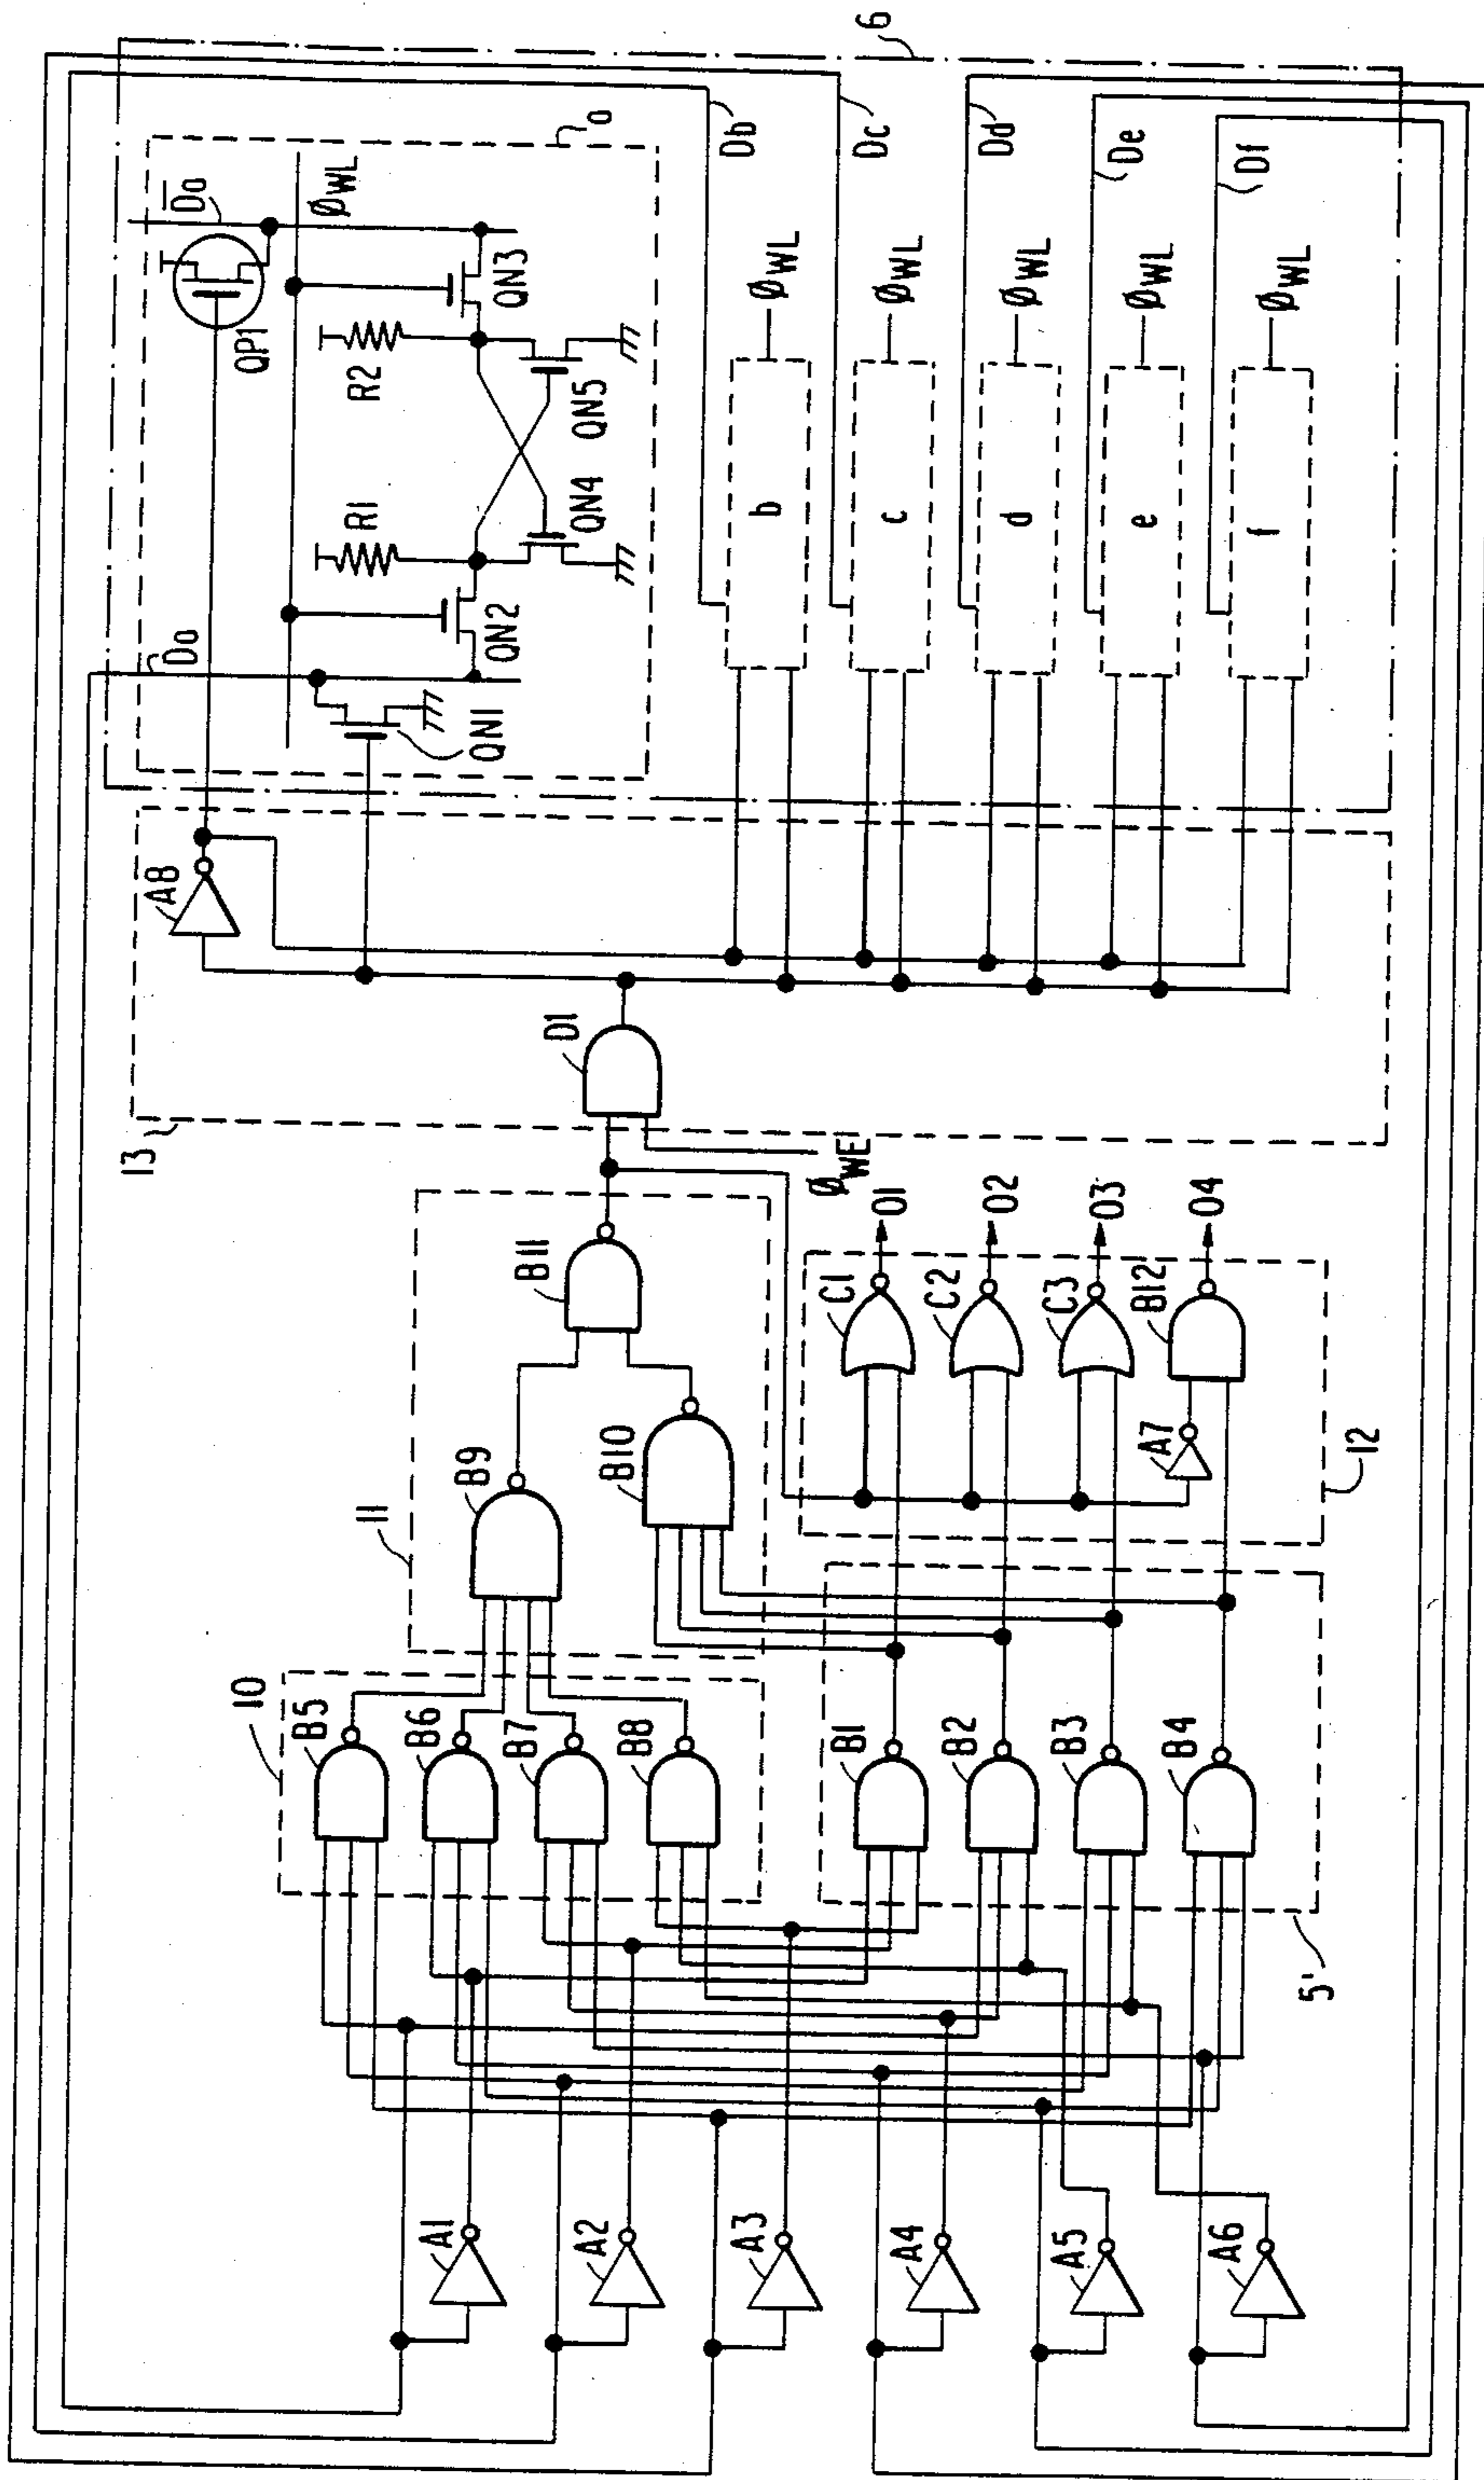 6
a
D̅a
ØWL
QP1
QN3
R2
QN5
R1
QN4
Da
QN2
QN1
Db
Dc
Dd
De
Df
b
ØWL
c
ØWL
d
ØWL
e
ØWL
f
ØWL
A8
D1
13
ØWE
11
B9
B10
B11
C1
C2
C3
B12
A7
O1
O2
O3
O4
12
10
B5
B6
B7
B8
B1
B2
B3
B4
5'
A1
A2
A3
A4
A5
A6